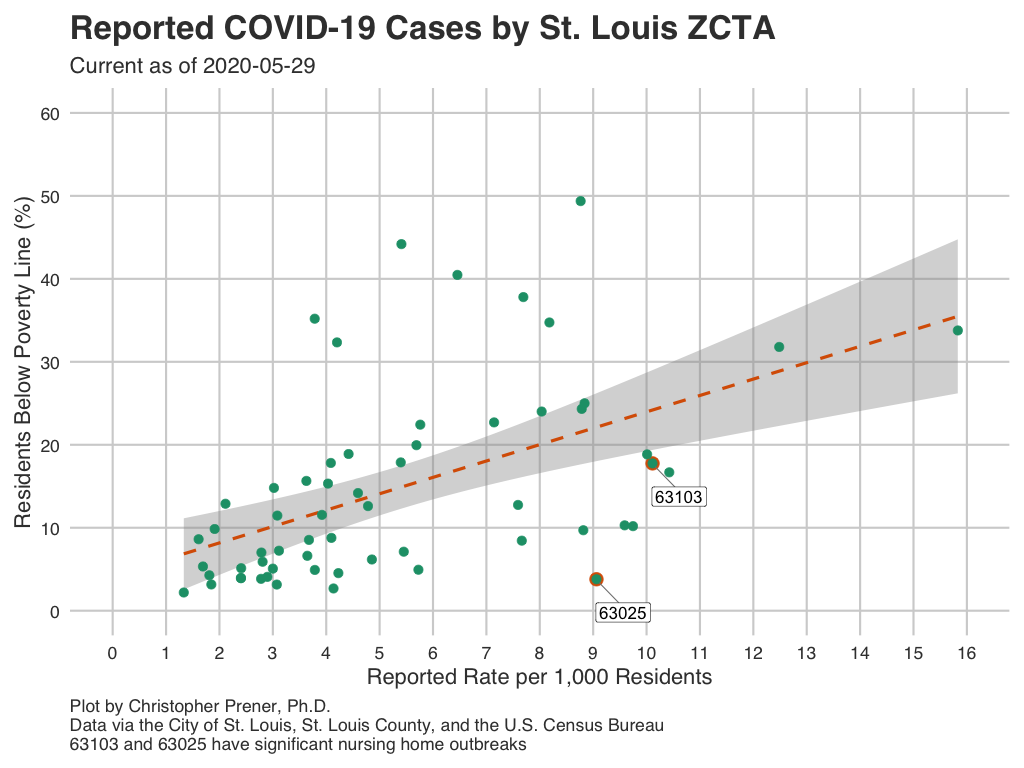 Reported COVID-19 Cases by St. Louis ZCTA
Current as of 2020-05-29
60
50
40
30
20
10
0
Residents Below Poverty Line (%)
63103
63025
0 1 2 3 4 5 6 7 8 9 10 11 12 13 14 15 16
Reported Rate per 1,000 Residents
Plot by Christopher Prener, Ph.D.
Data via the City of St. Louis, St. Louis County, and the U.S. Census Bureau
63103 and 63025 have significant nursing home outbreaks